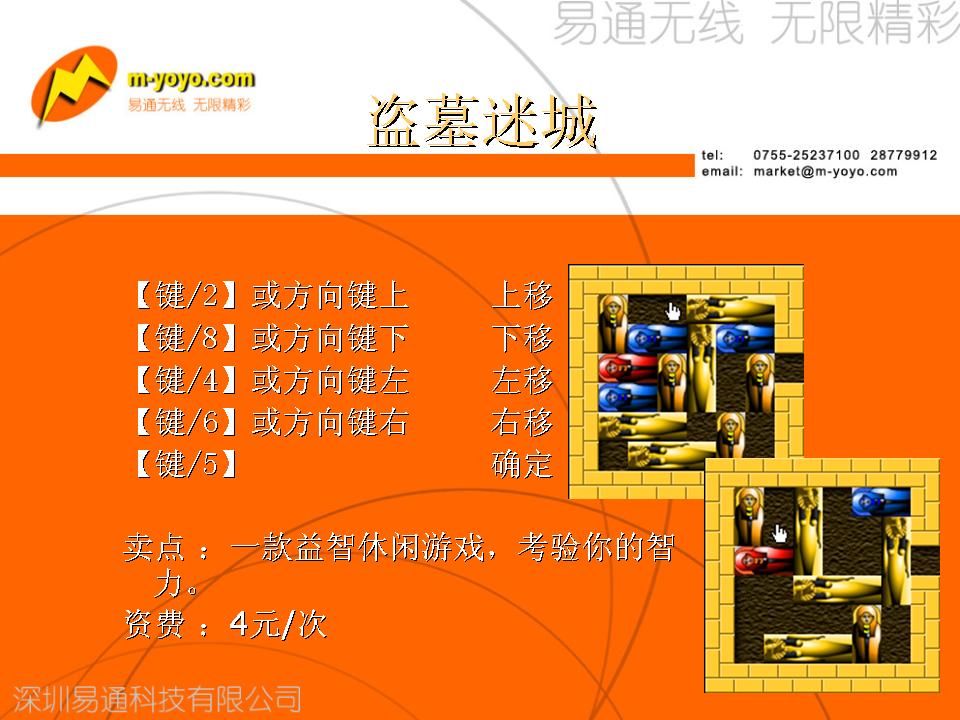 易通无线 无限精彩
m-yoyo.com
易通无线 无限精彩
盗墓迷城
tel: 0755-25237100 28779912
email: market@m-yoyo.com
【键/2】或方向键上 上移
【键/8】或方向键下 下移
【键/4】或方向键左 左移
【键/6】或方向键右 右移
【键/5】 确定
卖点 ：一款益智休闲游戏，考验你的智
力。
资费 ：4元/次
深圳易通科技有限公司